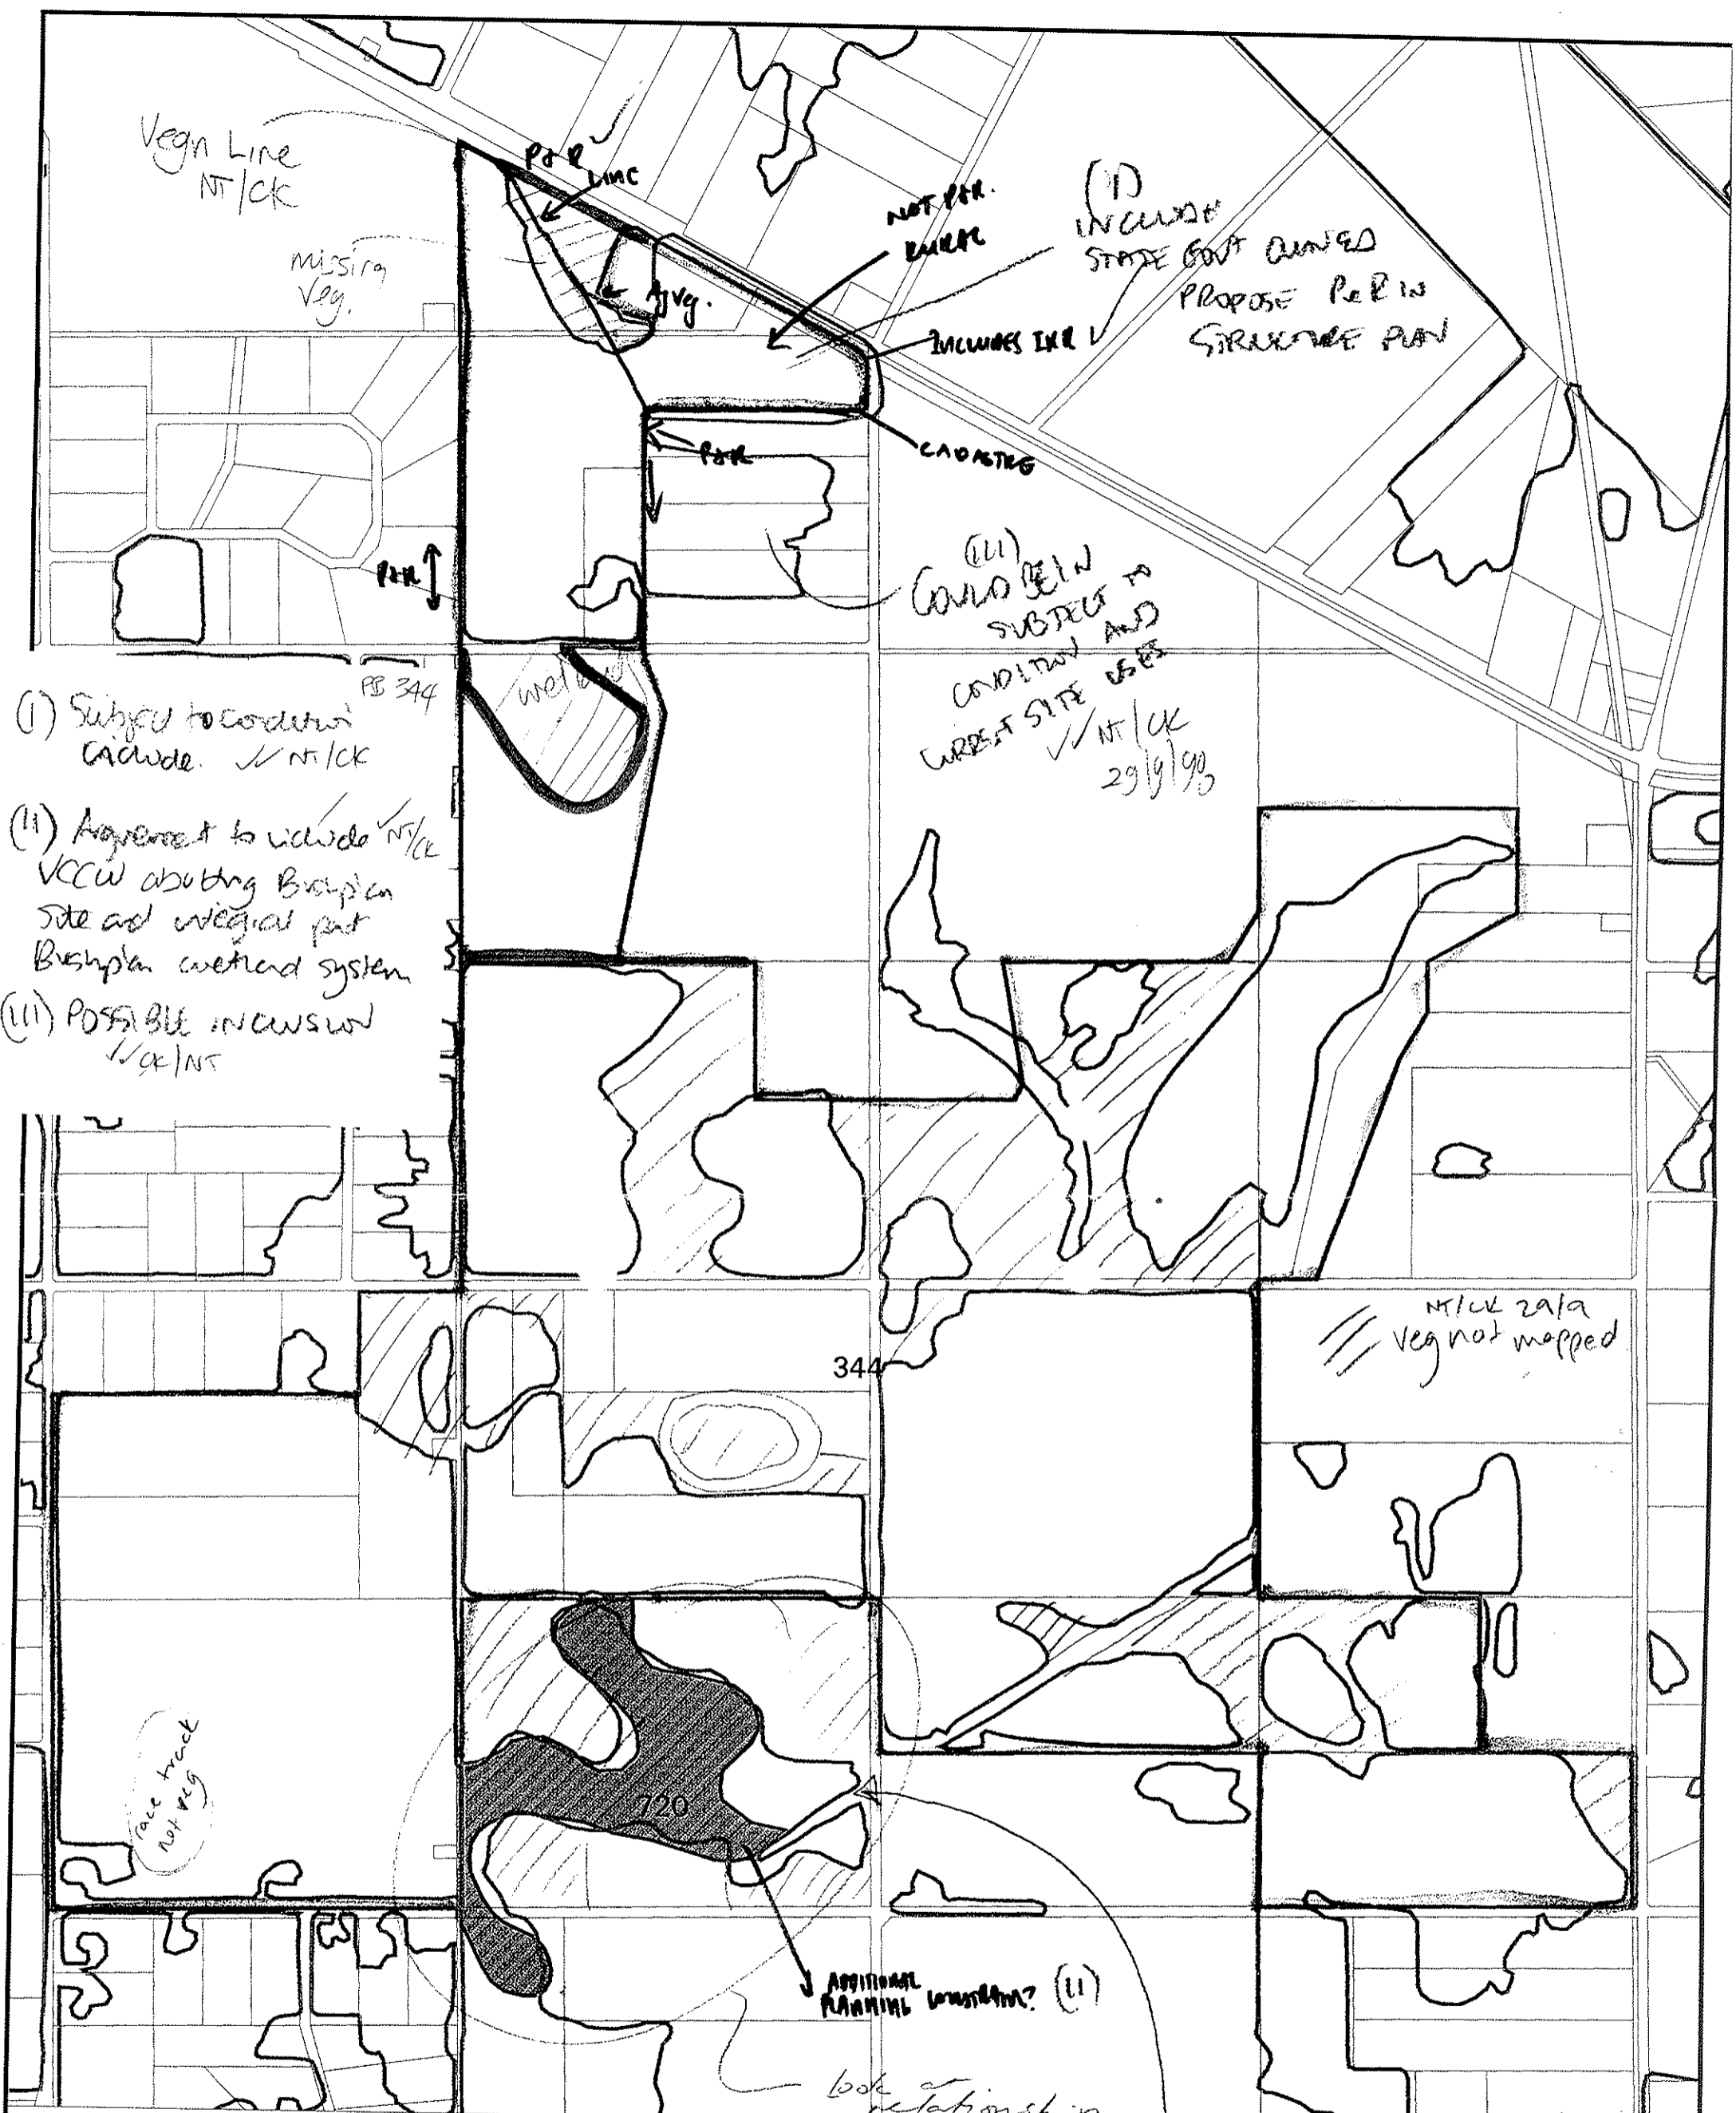 Vegn Line
NT/CK
missing
veg.
P&R
LINE
A/Veg.
NOT P&R.
RURAL
(I)
INCLUDE
STATE GOVT OWNED
PROPOSE P&R IN
STRUCTURE PLAN
INCLUDES
CADASTRE
P&R
P&R
(III)
COULD BE IN
SUBJECT TO
CONDITION AND
CURRENT SITE USES
✓✓ NT/CK
29/9/98
PB 344
wetland
(I) Subject to condition
include. ✓✓ NT/CK
(II) Agreement to include NT/CK
VCCW abutting Bushplan
Site and integral part
Bushplan wetland system
(III) POSSIBLE INCLUSION
✓✓ CK/NT
NT/CK 29/9
veg not mapped
344
race track
not veg
720
ADDITIONAL
PLANNING CONSTRAINT? (II)
look
relationship